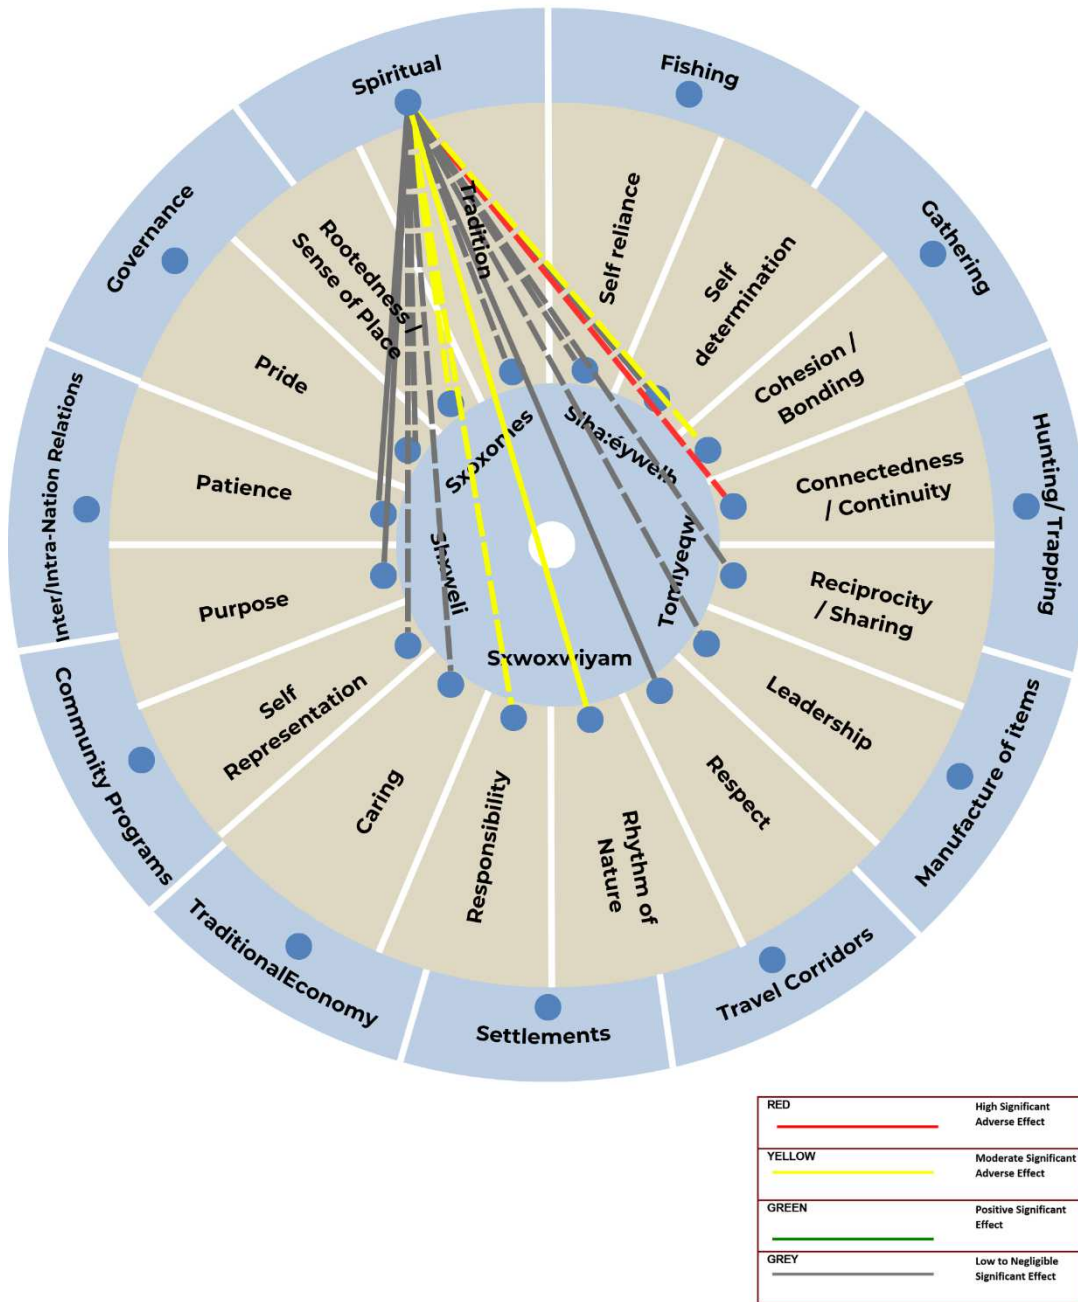 Spiritual
Fishing
Gathering
Hunting/ Trapping
Manufacture of items
Travel Corridors
Settlements
TraditionalEconomy
Community Programs
Inter/Intra-Nation Relations
Governance
Tradition
Self reliance
Self
determination
Cohesion /
Bonding
Connectedness
/ Continuity
Reciprocity
/ Sharing
Leadership
Respect
Rhythm of
Nature
Responsibility
Caring
Self
Representation
Purpose
Patience
Pride
Rootedness /
Sense of Place
Sxoxomes
Siha:éywelh
Tomiyeqw
Sxwoxwiyam
Shxweli
RED
High Significant
Adverse Effect
YELLOW
Moderate Significant
Adverse Effect
GREEN
Positive Significant
Effect
GREY
Low to Negligible
Significant Effect